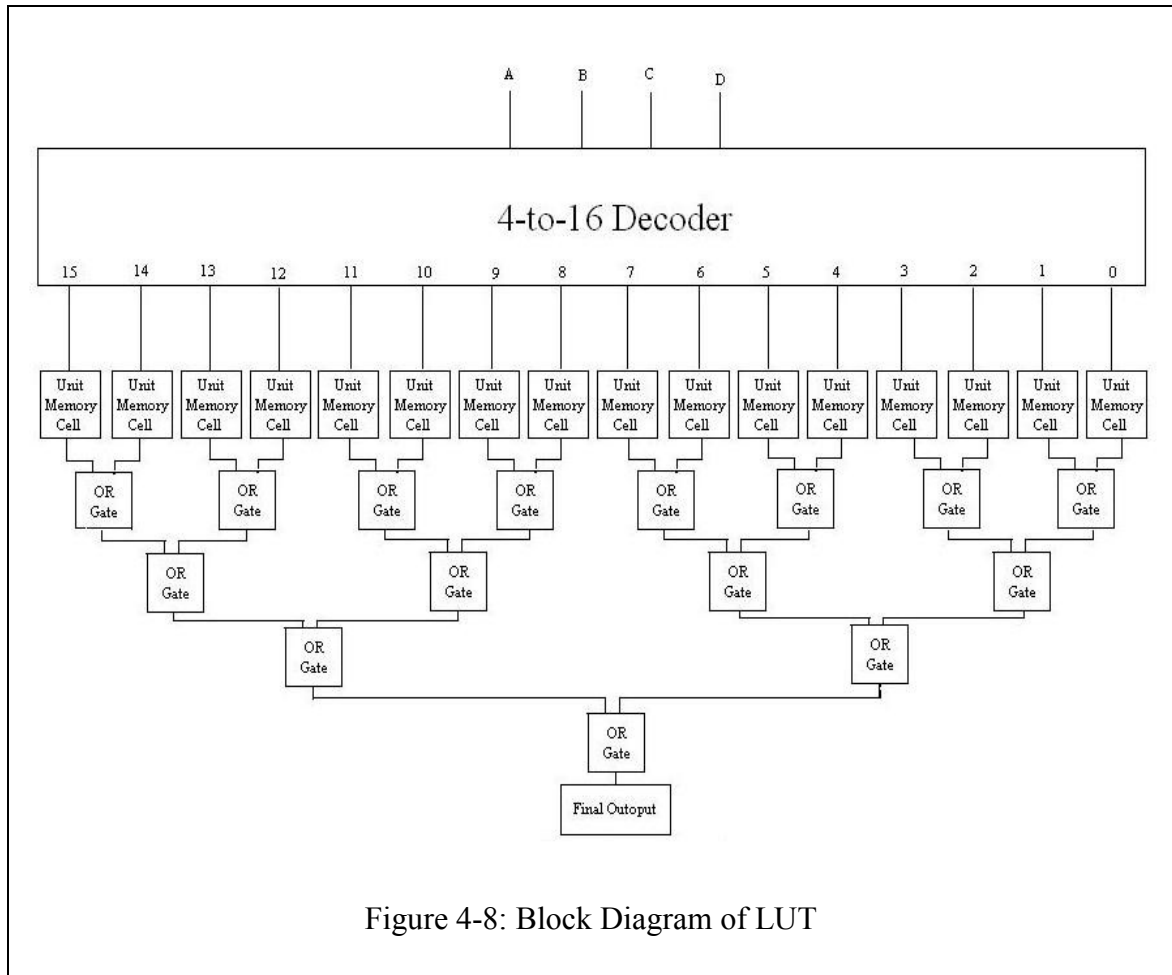 A B C D
4-to-16 Decoder
15 14 13 12 11 10 9 8 7 6 5 4 3 2 1 0
Unit Unit Unit Unit Unit Unit Unit Unit Unit Unit Unit Unit Unit Unit Unit Unit
Memory Memory Memory Memory Memory Memory Memory Memory Memory Memory Memory Memory Memory Memory Memory Memory
Cell Cell Cell Cell Cell Cell Cell Cell Cell Cell Cell Cell Cell Cell Cell Cell
OR OR OR OR OR OR OR OR
Gate Gate Gate Gate Gate Gate Gate Gate
OR OR OR OR
Gate Gate Gate Gate
OR OR
Gate Gate
OR
Gate
Final Outoput
Figure 4-8: Block Diagram of LUT